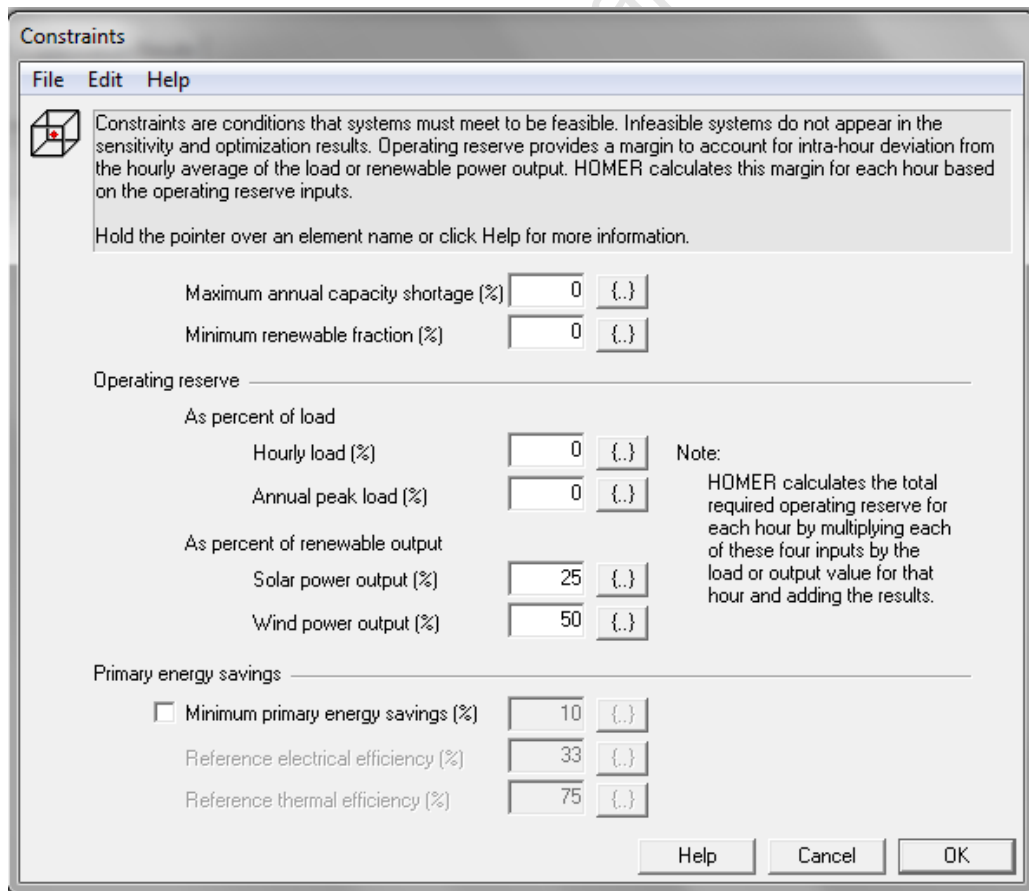 Constraints
File Edit Help
Constraints are conditions that systems must meet to be feasible. Infeasible systems do not appear in the
sensitivity and optimization results. Operating reserve provides a margin to account for intra-hour deviation from
the hourly average of the load or renewable power output. HOMER calculates this margin for each hour based
on the operating reserve inputs.
Hold the pointer over an element name or click Help for more information.
Maximum annual capacity shortage (%) 0 {..}
Minimum renewable fraction (%) 0 {..}
Operating reserve
As percent of load
Hourly load (%) 0 {..}
Annual peak load (%) 0 {..}
As percent of renewable output
Solar power output (%) 25 {..}
Wind power output (%) 50 {..}
Note:
HOMER calculates the total
required operating reserve for
each hour by multiplying each
of these four inputs by the
load or output value for that
hour and adding the results.
Primary energy savings
Minimum primary energy savings (%) 10 {..}
Reference electrical efficiency (%) 33 {..}
Reference thermal efficiency (%) 75 {..}
Help Cancel OK